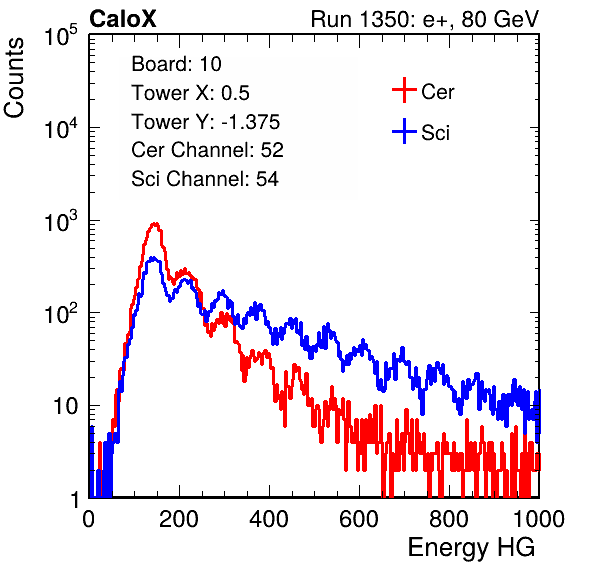 CaloX Run 1350: e+, 80 GeV
Counts
Board: 10
Tower X: 0.5
Tower Y: -1.375
Cer Channel: 52
Sci Channel: 54
Cer
Sci
10^5
10^4
10^3
10^2
10
1
0 200 400 600 800 1000
Energy HG